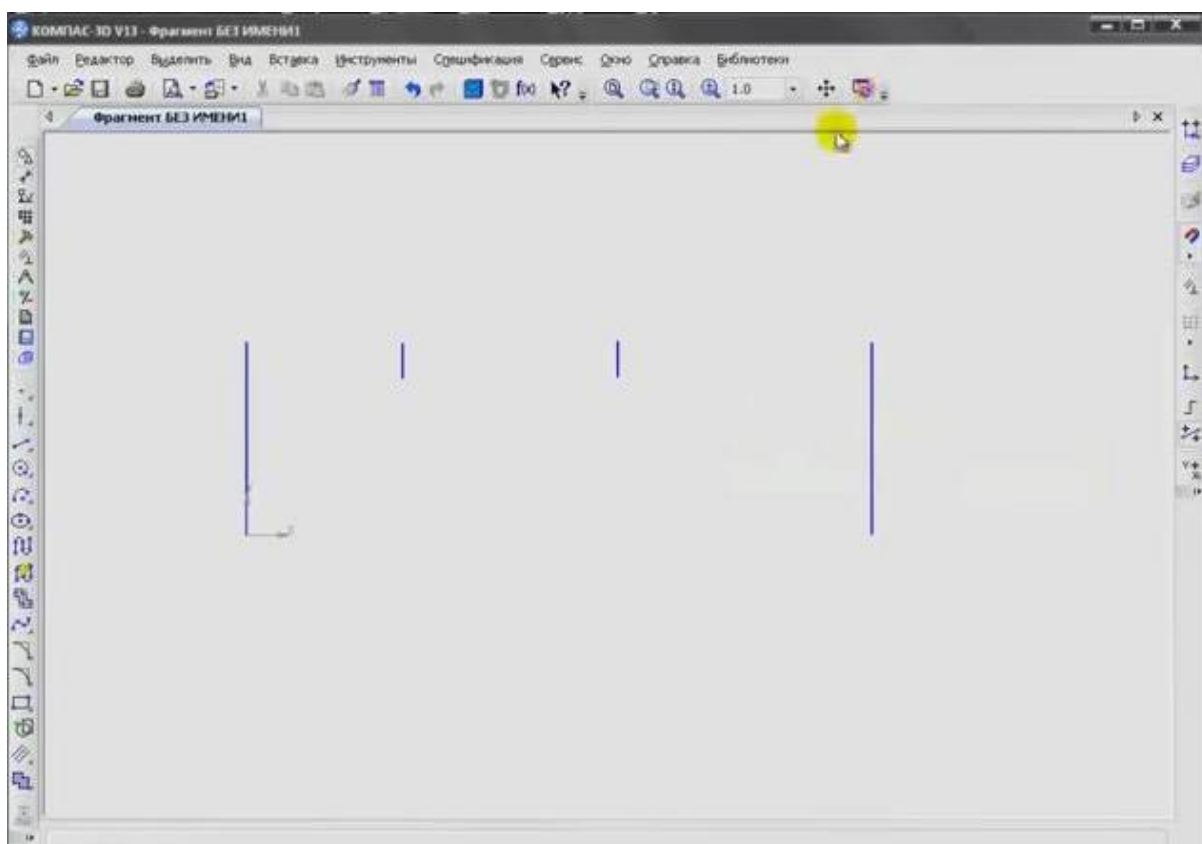 КОМПАС-3D V13 - Фрагмент БЕЗ ИМЕНИ1
Файл Редактор Выделить Вид Вставка Инструменты Спецификация Сервис Окно Справка Библиотеки
f(x) 1.0
Фрагмент БЕЗ ИМЕНИ1